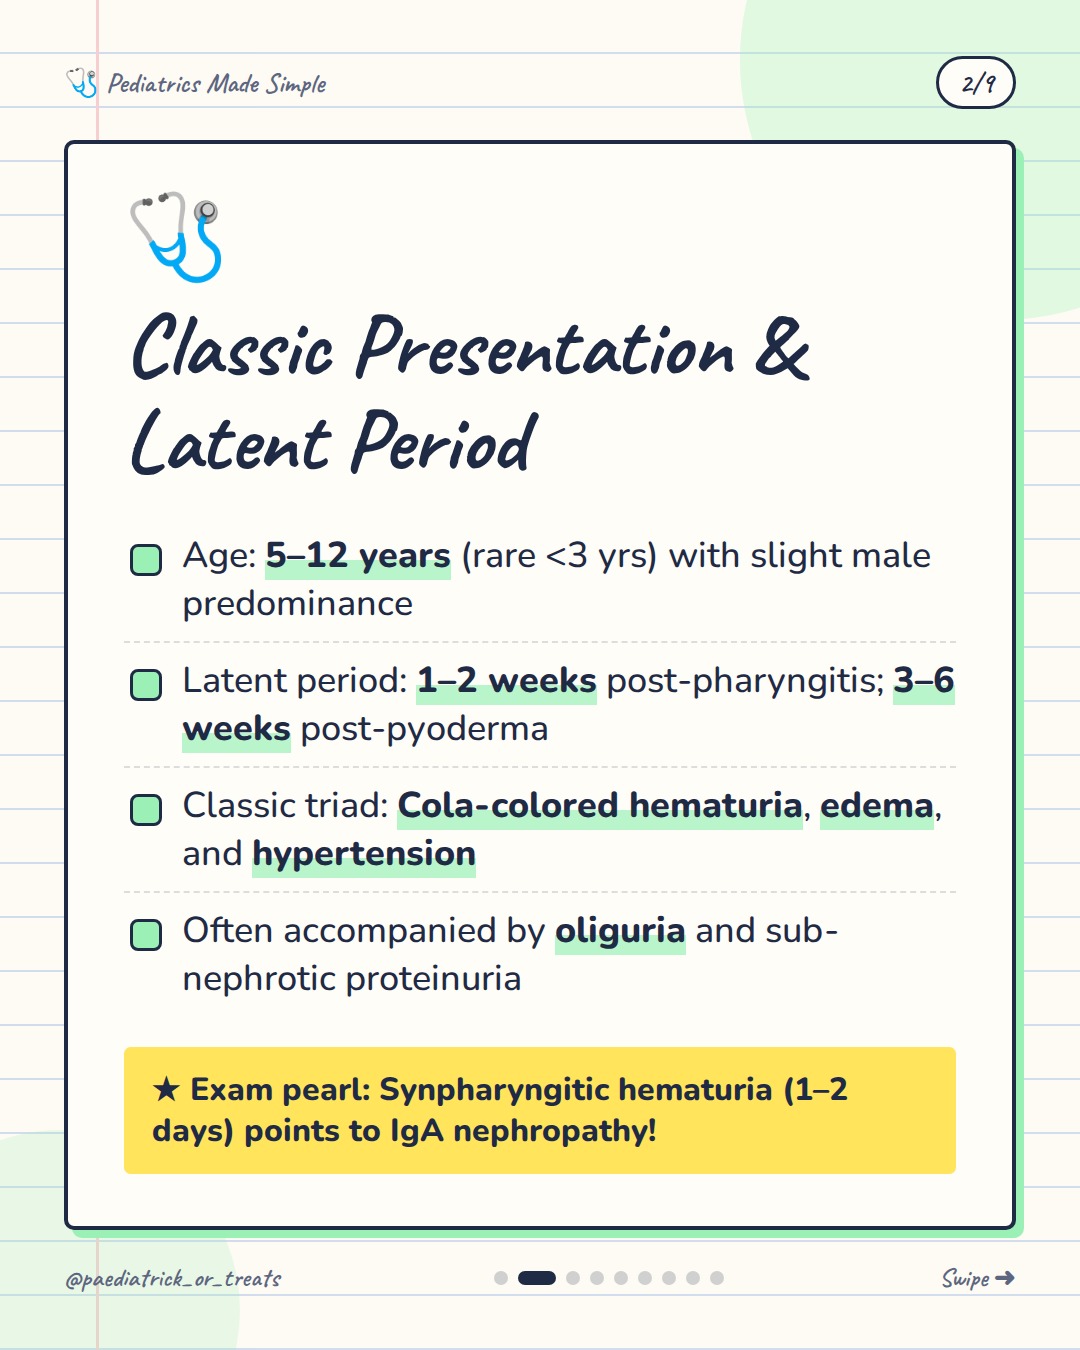 Pediatrics Made Simple
2/9
Classic Presentation &
Latent Period
Age: 5–12 years (rare <3 yrs) with slight male
predominance
Latent period: 1–2 weeks post-pharyngitis; 3–6
weeks post-pyoderma
Classic triad: Cola-colored hematuria, edema,
and hypertension
Often accompanied by oliguria and sub-
nephrotic proteinuria
★ Exam pearl: Synpharyngitic hematuria (1–2
days) points to IgA nephropathy!
@paediatrick_or_treats
Swipe ➜